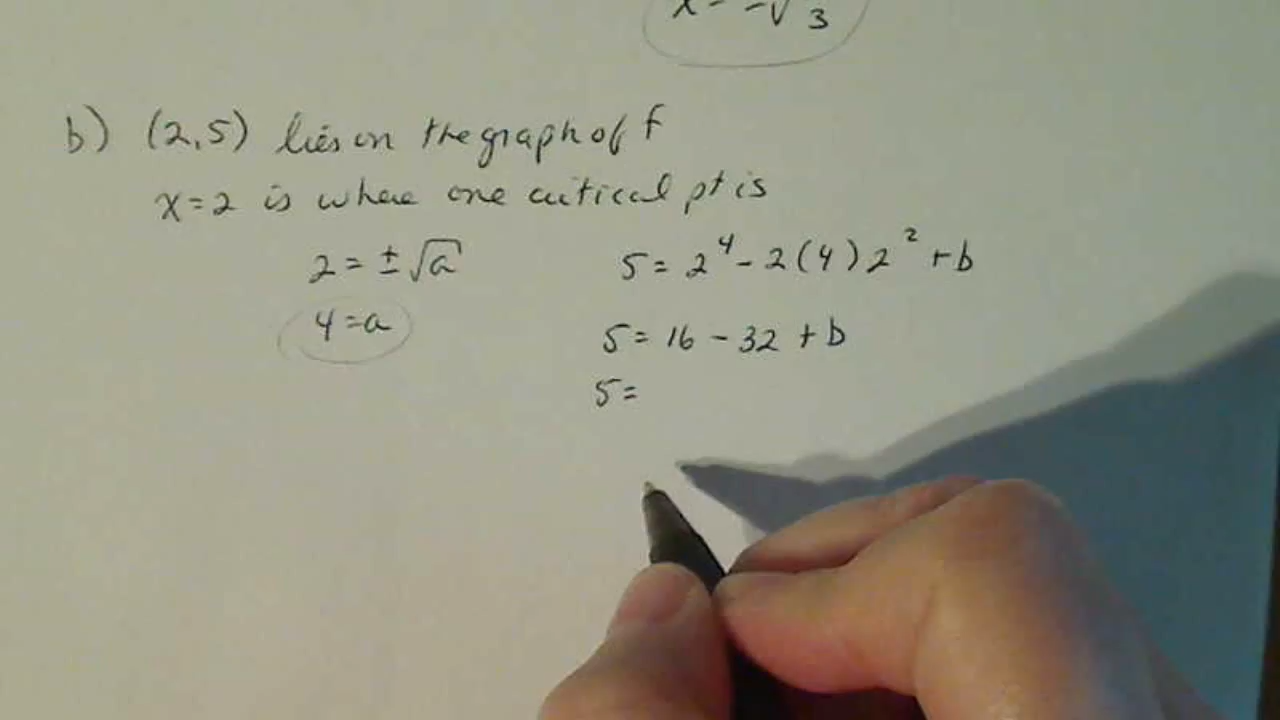 x = -√3
b) (2,5) lies on the graph of f
x=2 is where one critical pt is
2 = ±√a
4=a
5 = 2⁴ - 2(4)2² + b
5 = 16 - 32 + b
5 =